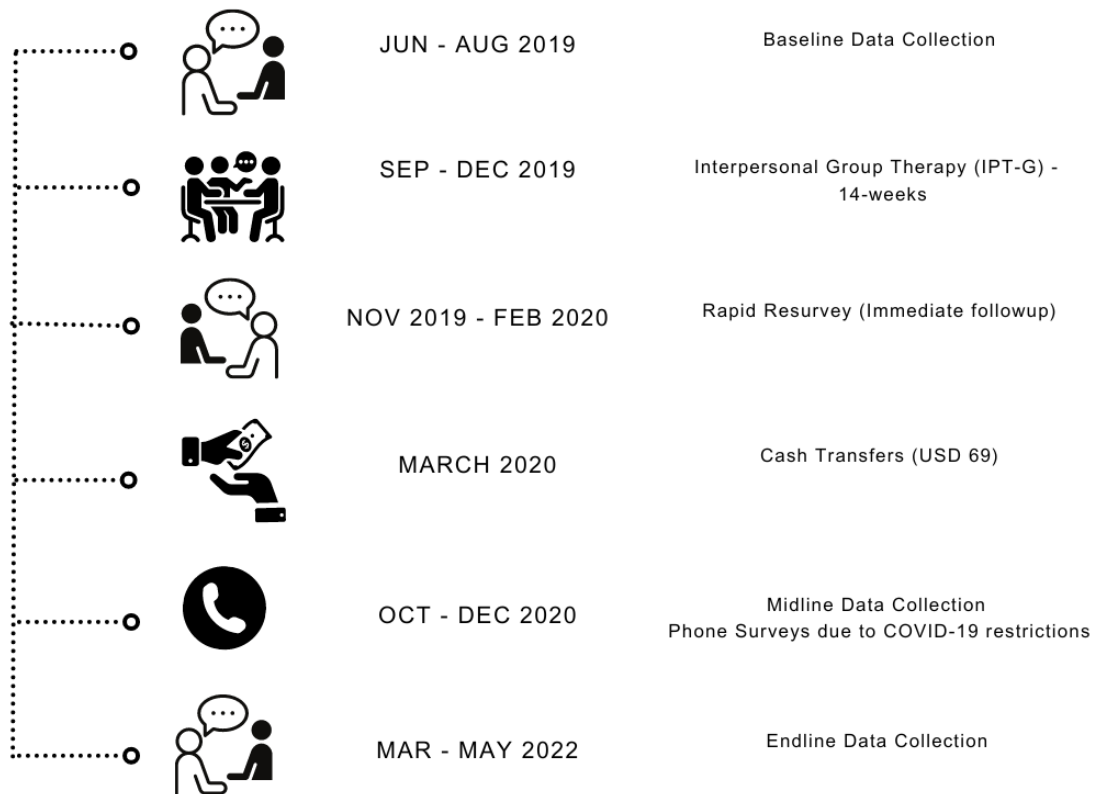 JUN - AUG 2019
Baseline Data Collection
SEP - DEC 2019
Interpersonal Group Therapy (IPT-G) -
14-weeks
NOV 2019 - FEB 2020
Rapid Resurvey (Immediate followup)
$
MARCH 2020
Cash Transfers (USD 69)
OCT - DEC 2020
Midline Data Collection
Phone Surveys due to COVID-19 restrictions
MAR - MAY 2022
Endline Data Collection